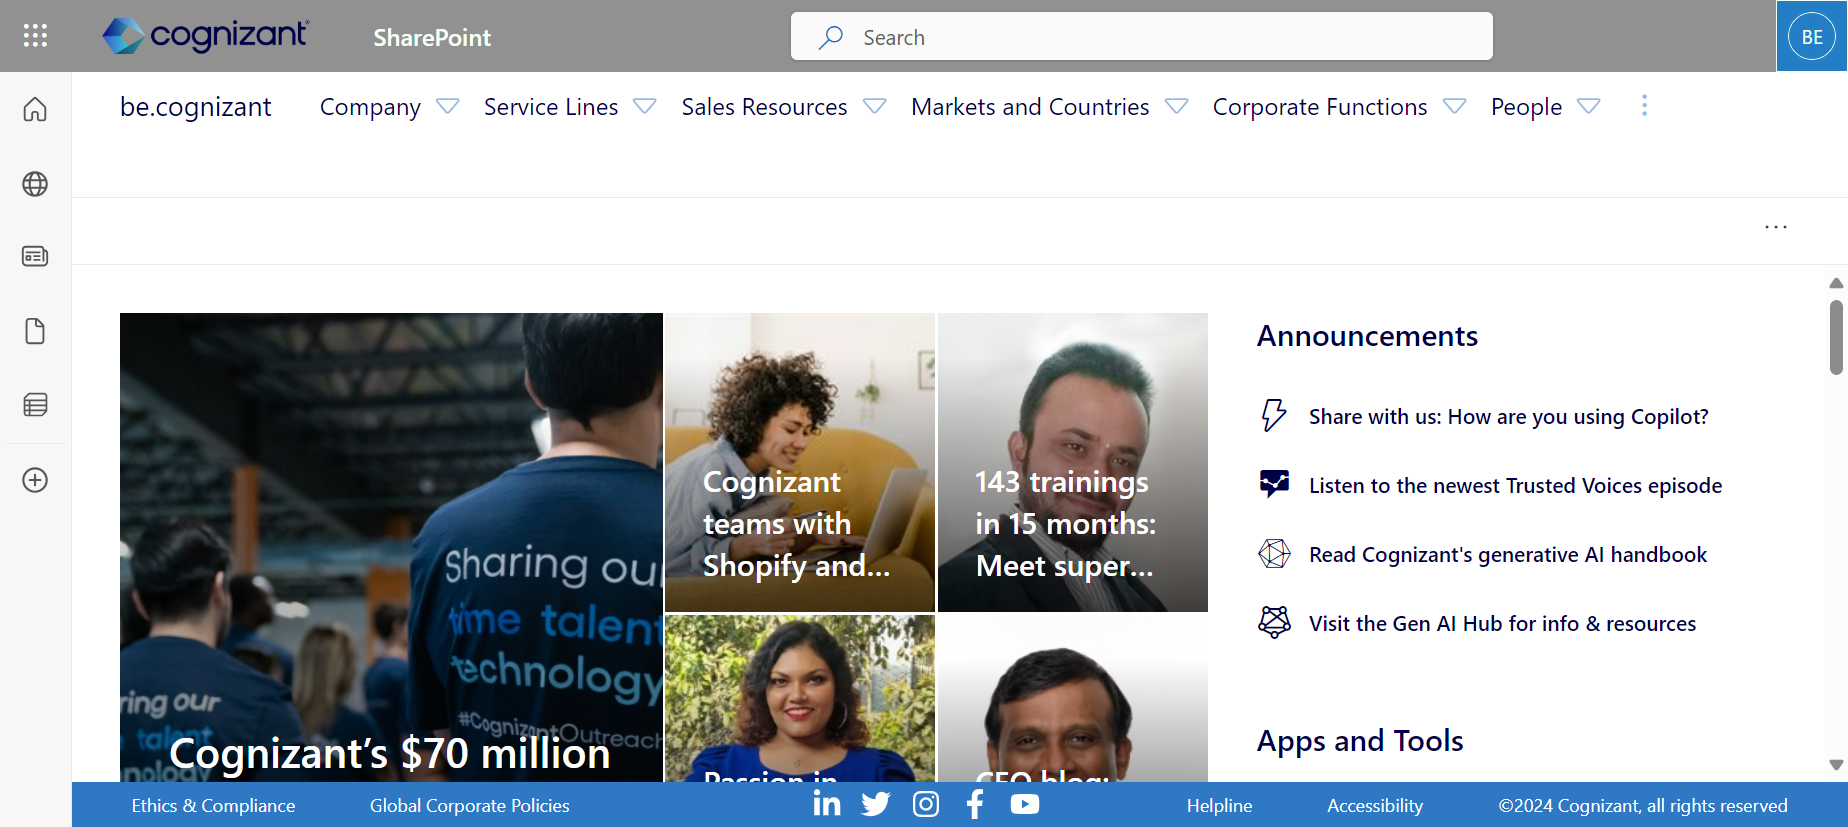 cognizant
SharePoint
Search
BE
be.cognizant
Company
Service Lines
Sales Resources
Markets and Countries
Corporate Functions
People
Sharing ou
time talent
technology
#CognizantOutreach
ring our
talent
nology
Cognizant’s $70 million
Cognizant
teams with
Shopify and...
143 trainings
in 15 months:
Meet super...
Passion in
Announcements
Share with us: How are you using Copilot?
Listen to the newest Trusted Voices episode
Read Cognizant's generative AI handbook
Visit the Gen AI Hub for info & resources
Apps and Tools
Ethics & Compliance
Global Corporate Policies
Helpline
Accessibility
©2024 Cognizant, all rights reserved